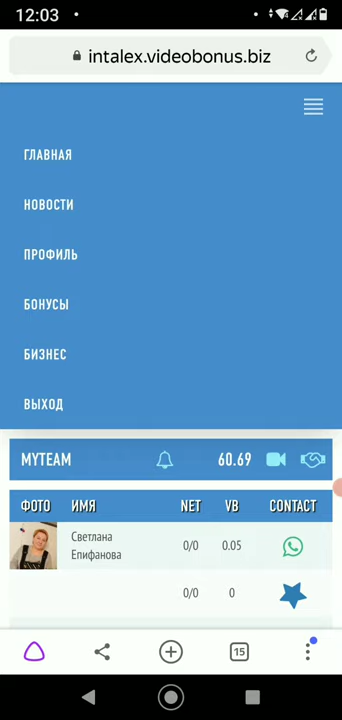 12:03
intalex.videobonus.biz
ГЛАВНАЯ
НОВОСТИ
ПРОФИЛЬ
БОНУСЫ
БИЗНЕС
ВЫХОД
MYTEAM 60.69
ФОТО ИМЯ NET VB CONTACT
Светлана
Епифанова 0/0 0.05
0/0 0
15